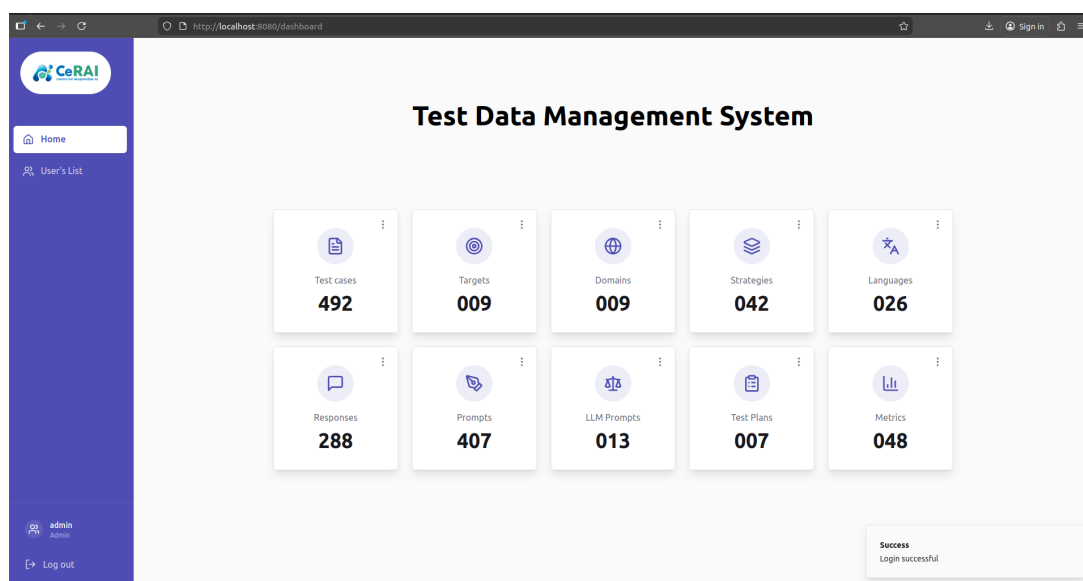 http://localhost:8080/dashboard
Sign in
CeRAI
Home
User's List
Test Data Management System
Test cases
492
Targets
009
Domains
009
Strategies
042
Languages
026
Responses
288
Prompts
407
LLM Prompts
013
Test Plans
007
Metrics
048
admin
Admin
Log out
Success
Login successful